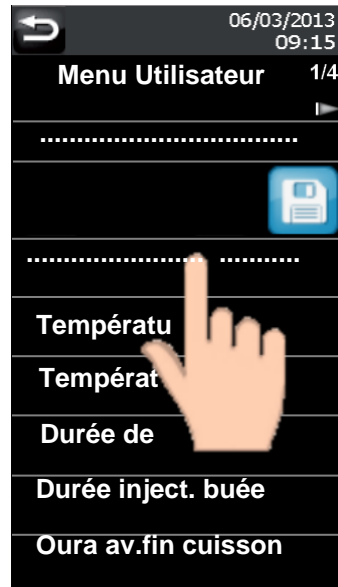 06/03/2013
09:15
Menu Utilisateur 1/4
...................................
........................ ...........
Températu
Températ
Durée de
Durée inject. buée
Oura av.fin cuisson